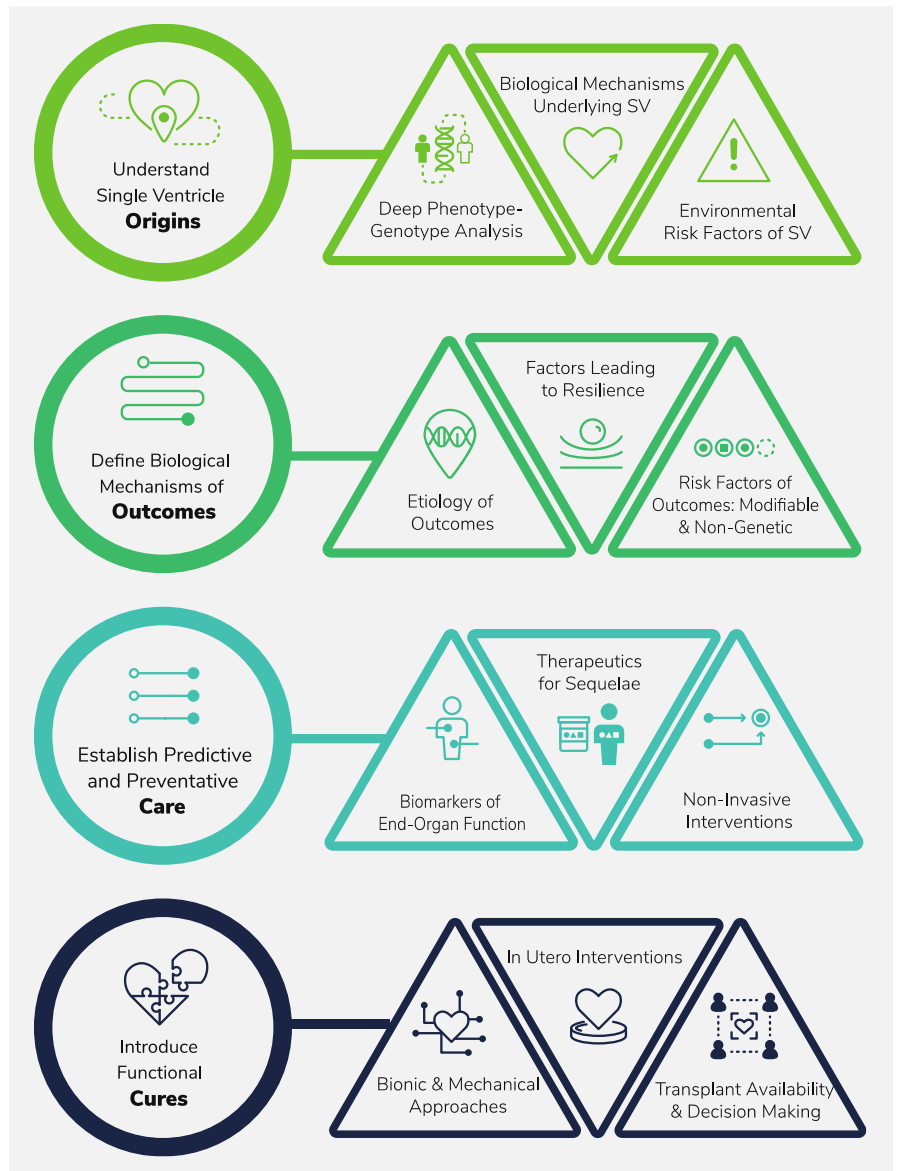 Understand
Single Ventricle
Origins
Deep Phenotype-
Genotype Analysis
Biological Mechanisms
Underlying SV
Environmental
Risk Factors of SV
Define Biological
Mechanisms of
Outcomes
Etiology of
Outcomes
Factors Leading
to Resilience
Risk Factors of
Outcomes: Modifiable
& Non-Genetic
Establish Predictive
and Preventative
Care
Biomarkers of
End-Organ Function
Therapeutics
for Sequelae
Non-Invasive
Interventions
Introduce
Functional
Cures
Bionic & Mechanical
Approaches
In Utero Interventions
Transplant Availability
& Decision Making